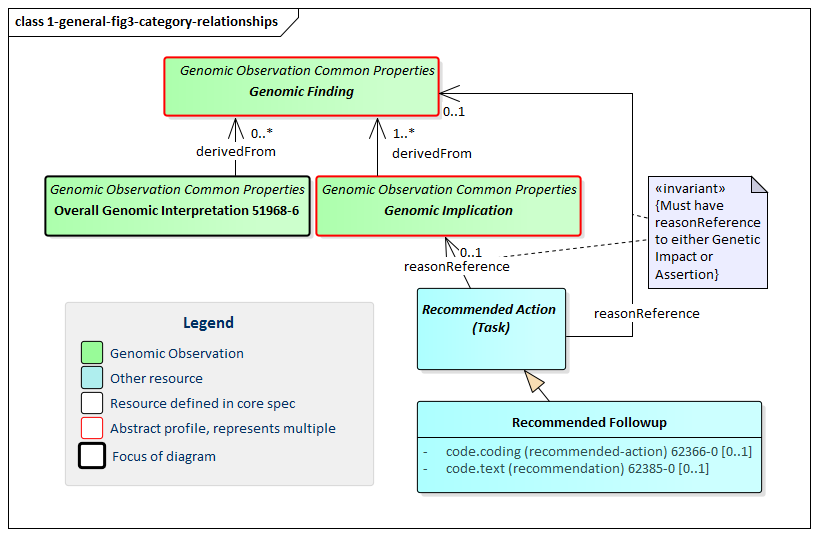 class 1-general-fig3-category-relationships
Genomic Observation Common Properties
Genomic Finding
0..1
0..*
derivedFrom
1..*
derivedFrom
Genomic Observation Common Properties
Overall Genomic Interpretation 51968-6
Genomic Observation Common Properties
Genomic Implication
«invariant»
{Must have
reasonReference
to either Genetic
Impact or
Assertion}
0..1
reasonReference
Recommended Action
(Task)
reasonReference
Legend
Genomic Observation
Other resource
Resource defined in core spec
Abstract profile, represents multiple
Focus of diagram
Recommended Followup
- code.coding (recommended-action) 62366-0 [0..1]
- code.text (recommendation) 62385-0 [0..1]